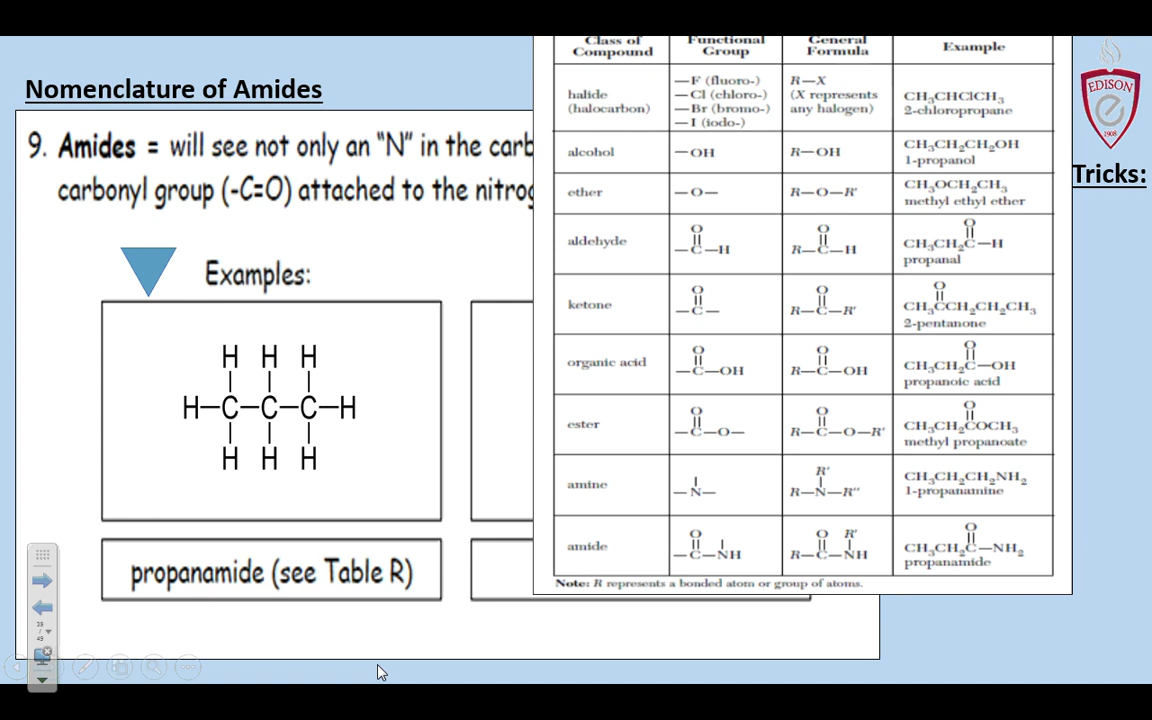 Nomenclature of Amides
9. Amides = will see not only an "N" in the carb
carbonyl group (-C=O) attached to the nitrog
Examples:
H H H
H–C–C–C–H
H H H
propanamide (see Table R)
39
/
49
Class of Compound
Functional Group
General Formula
Example
halide
(halocarbon)
—F (fluoro-)
—Cl (chloro-)
—Br (bromo-)
—I (iodo-)
R—X
(X represents
any halogen)
CH₃CHClCH₃
2-chloropropane
alcohol
—OH
R—OH
CH₃CH₂CH₂OH
1-propanol
ether
—O—
R—O—R′
CH₃OCH₂CH₃
methyl ethyl ether
aldehyde
O
—C—H
O
R—C—H
O
CH₃CH₂C—H
propanal
ketone
O
—C—
O
R—C—R′
O
CH₃CCH₂CH₂CH₃
2-pentanone
organic acid
O
—C—OH
O
R—C—OH
O
CH₃CH₂C—OH
propanoic acid
ester
O
—C—O—
O
R—C—O—R′
O
CH₃CH₂COCH₃
methyl propanoate
amine
—N—
R′
R—N—R″
CH₃CH₂CH₂NH₂
1-propanamine
amide
O
—C—NH
O R′
R—C—NH
O
CH₃CH₂C—NH₂
propanamide
Note: R represents a bonded atom or group of atoms.
EDISON
e
1908
Tricks: